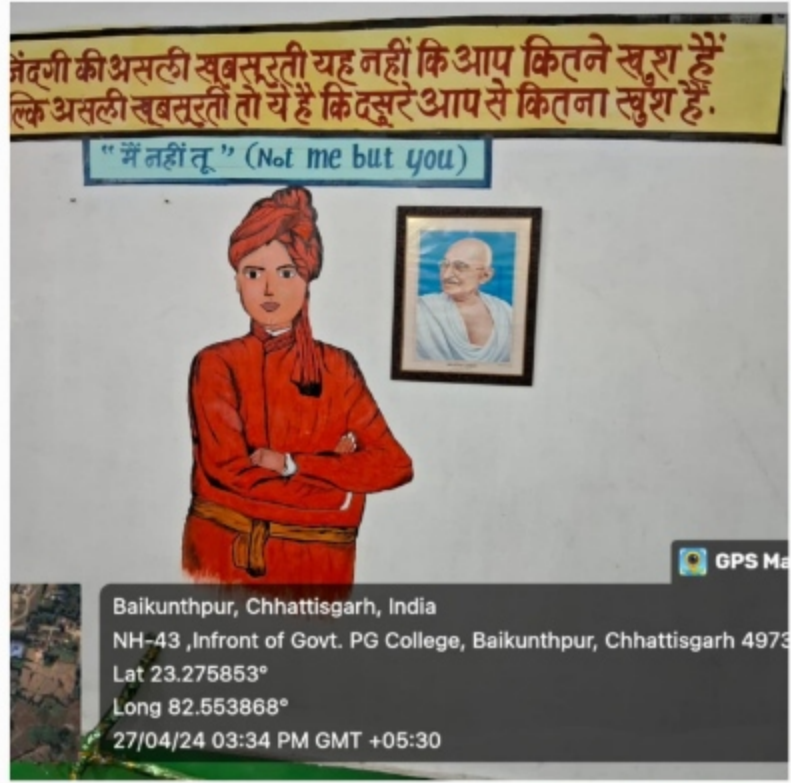 जिंदगी की असली खूबसूरती यह नहीं कि आप कितने खुश हैं
ल्कि असली खूबसूरती तो ये है कि दूसरे आप से कितना खुश हैं.
"मैं नहीं तू" (Not me but you)
GPS Ma
Baikunthpur, Chhattisgarh, India
NH-43 ,Infront of Govt. PG College, Baikunthpur, Chhattisgarh 4973
Lat 23.275853°
Long 82.553868°
27/04/24 03:34 PM GMT +05:30